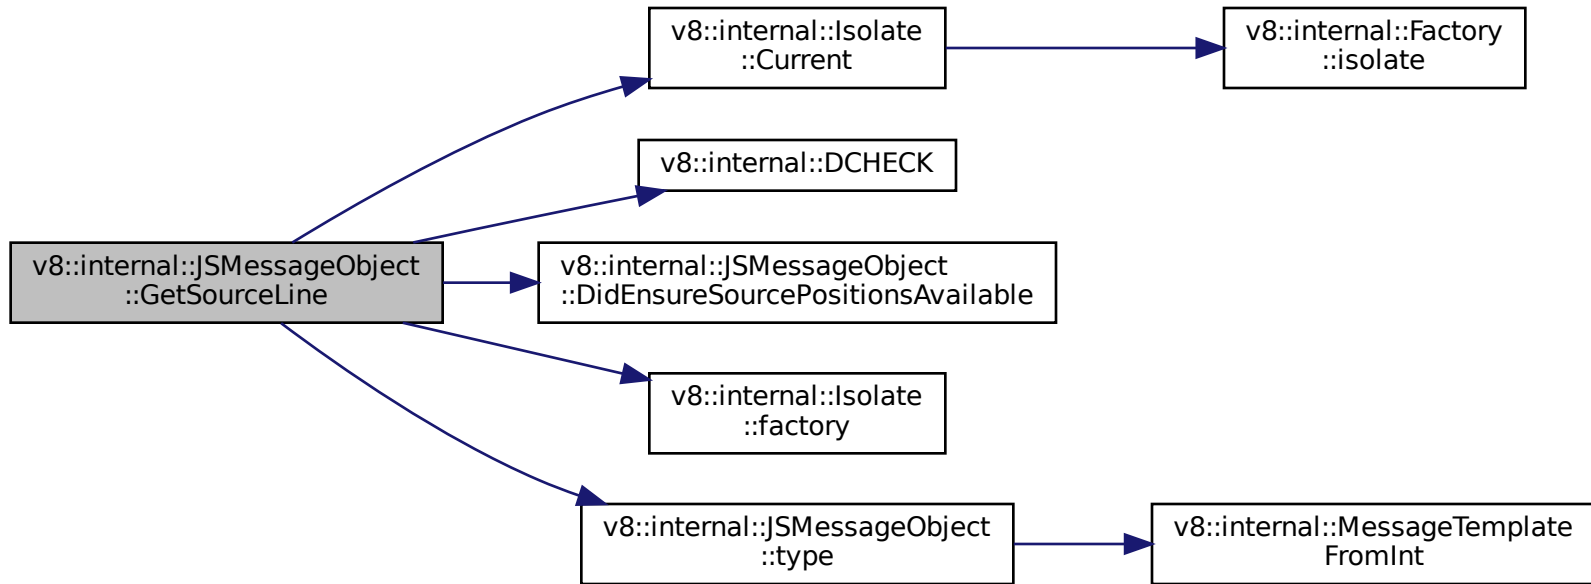 v8::internal::JSMessageObject
::GetSourceLine
v8::internal::Isolate
::Current
v8::internal::Factory
::isolate
v8::internal::DCHECK
v8::internal::JSMessageObject
::DidEnsureSourcePositionsAvailable
v8::internal::Isolate
::factory
v8::internal::JSMessageObject
::type
v8::internal::MessageTemplate
FromInt